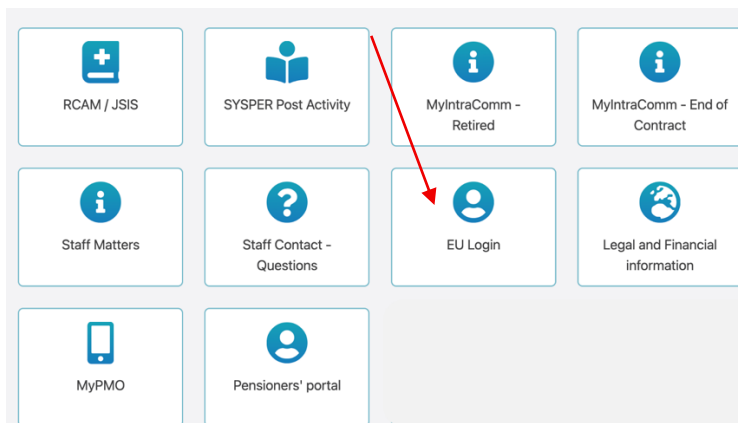 RCAM / JSIS
SYSPER Post Activity
MyIntraComm -
Retired
MyIntraComm - End of
Contract
Staff Matters
Staff Contact -
Questions
EU Login
Legal and Financial
information
MyPMO
Pensioners' portal